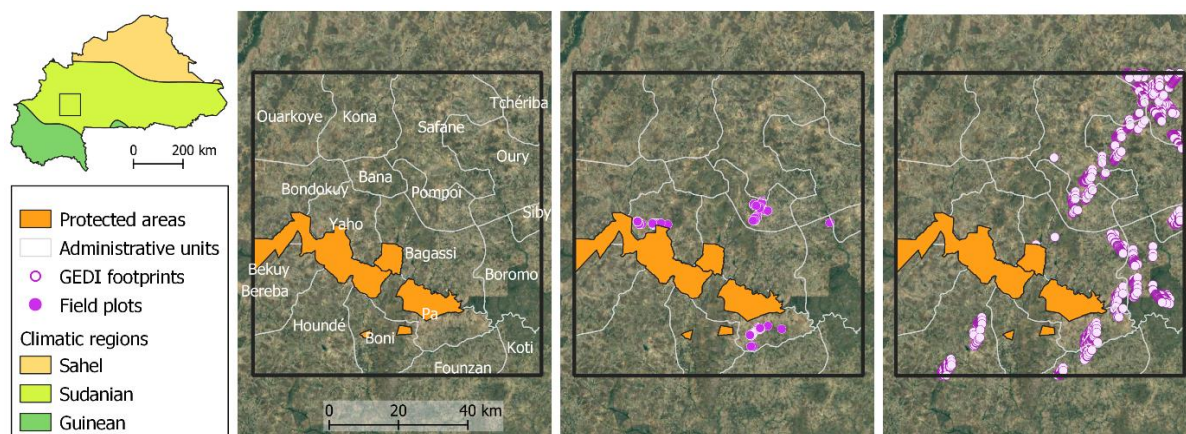 0 200 km
Protected areas
Administrative units
GEDI footprints
Field plots
Climatic regions
Sahel
Sudanian
Guinean
Tchériba
Ouarkoye
Kona
Safane
Oury
Bana
Bondokuy
Pompoï
Siby
Yaho
Bagassi
Bekuy
Boromo
Bereba
Pa
Houndé
Boni
Koti
Founzan
0 20 40 km